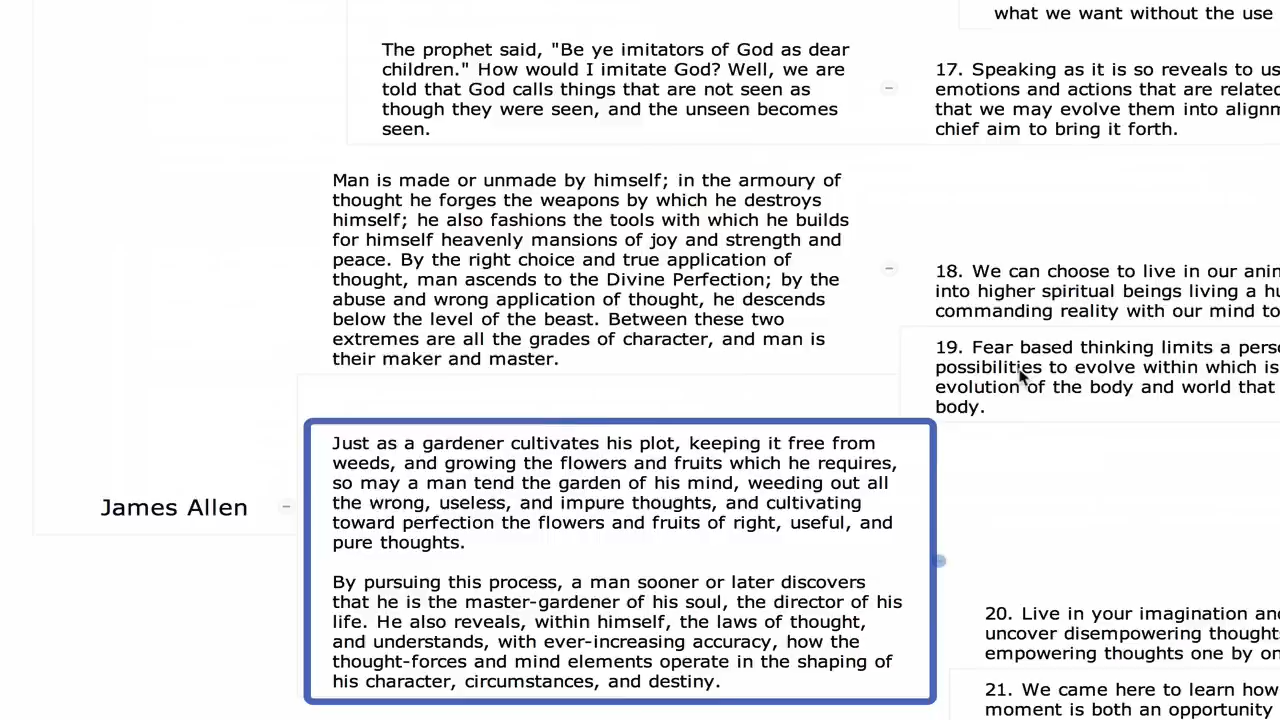 what we want without the use
The prophet said, "Be ye imitators of God as dear
children." How would I imitate God? Well, we are
told that God calls things that are not seen as
though they were seen, and the unseen becomes
seen.
17. Speaking as it is so reveals to us
emotions and actions that are related
that we may evolve them into alignm
chief aim to bring it forth.
Man is made or unmade by himself; in the armoury of
thought he forges the weapons by which he destroys
himself; he also fashions the tools with which he builds
for himself heavenly mansions of joy and strength and
peace. By the right choice and true application of
thought, man ascends to the Divine Perfection; by the
abuse and wrong application of thought, he descends
below the level of the beast. Between these two
extremes are all the grades of character, and man is
their maker and master.
18. We can choose to live in our anim
into higher spiritual beings living a hu
commanding reality with our mind to
19. Fear based thinking limits a perso
possibilities to evolve within which is
evolution of the body and world that
body.
James Allen
Just as a gardener cultivates his plot, keeping it free from
weeds, and growing the flowers and fruits which he requires,
so may a man tend the garden of his mind, weeding out all
the wrong, useless, and impure thoughts, and cultivating
toward perfection the flowers and fruits of right, useful, and
pure thoughts.
By pursuing this process, a man sooner or later discovers
that he is the master-gardener of his soul, the director of his
life. He also reveals, within himself, the laws of thought,
and understands, with ever-increasing accuracy, how the
thought-forces and mind elements operate in the shaping of
his character, circumstances, and destiny.
20. Live in your imagination and
uncover disempowering thoughts
empowering thoughts one by on
21. We came here to learn how
moment is both an opportunity